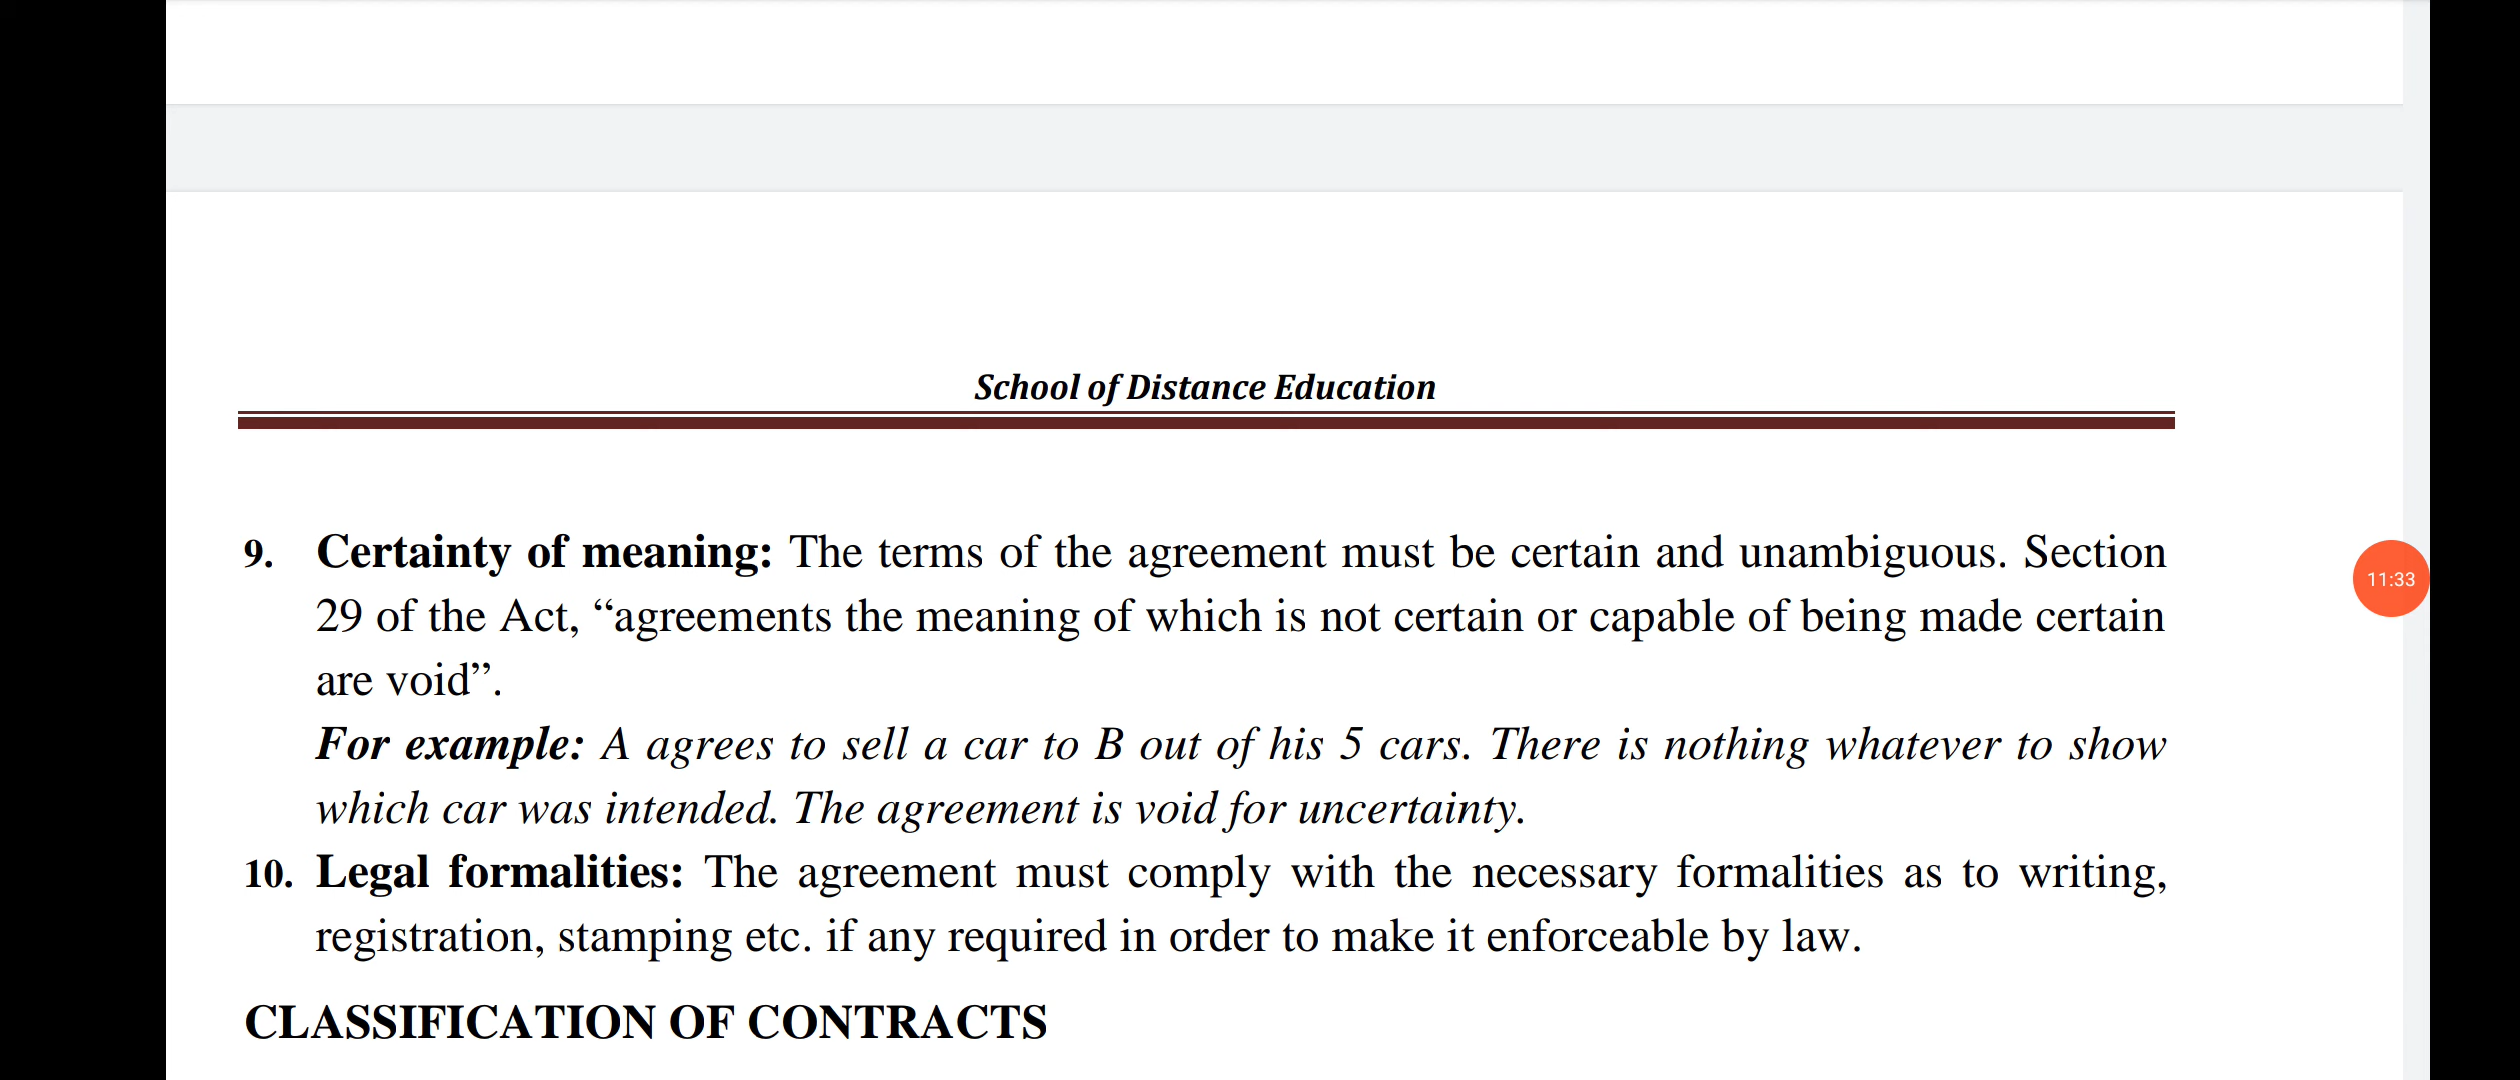 School of Distance Education
9. Certainty of meaning: The terms of the agreement must be certain and unambiguous. Section
29 of the Act, “agreements the meaning of which is not certain or capable of being made certain
are void”.
For example: A agrees to sell a car to B out of his 5 cars. There is nothing whatever to show
which car was intended. The agreement is void for uncertainty.
10. Legal formalities: The agreement must comply with the necessary formalities as to writing,
registration, stamping etc. if any required in order to make it enforceable by law.
CLASSIFICATION OF CONTRACTS
11:33